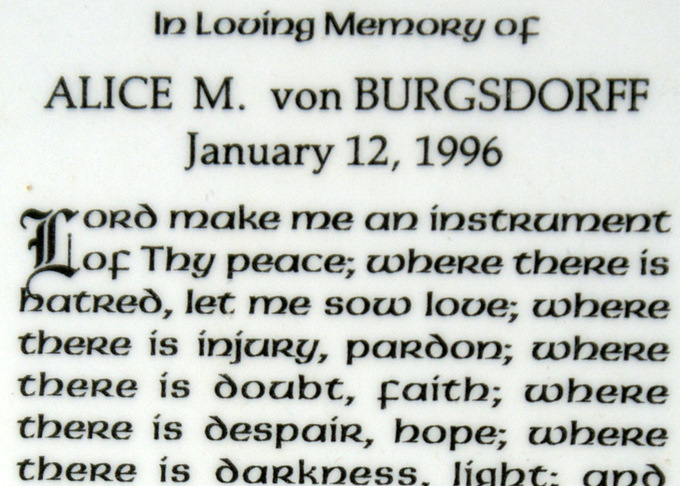 In Loving Memory of
ALICE M. von BURGSDORFF
January 12, 1996
LORD make me an instrument
of Thy peace; where there is
hatred, let me sow love; where
there is injury, pardon; where
there is doubt, faith; where
there is despair, hope; where
there is darkness, light; and